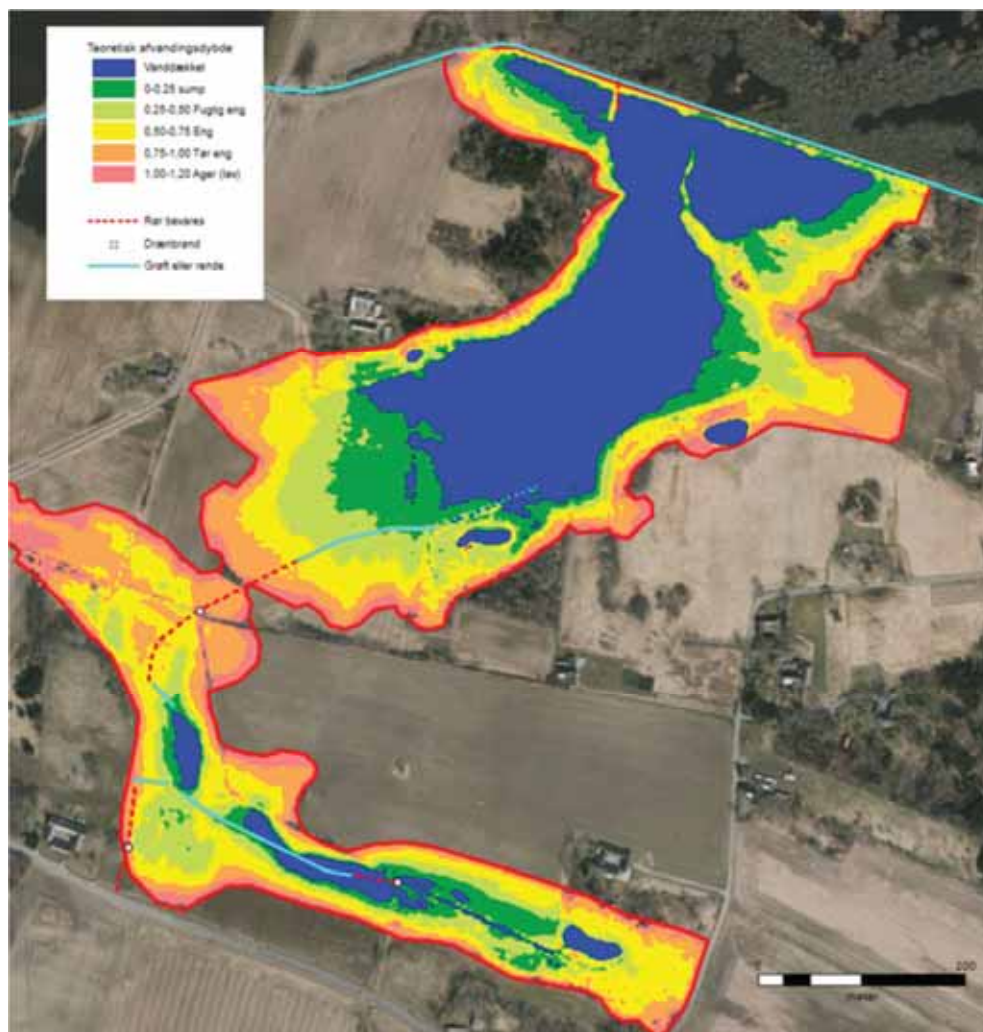 Teoretisk afvandingsdybde
Vanddækket
0-0.25 sump
0.25-0,50 Fugtig eng
0,50-0,75 Eng
0,75-1.00 Tør eng
1.00-1,20 Ager (lav)
Rør bevares
Drænbrønd
Grøft eller rende
200
meter